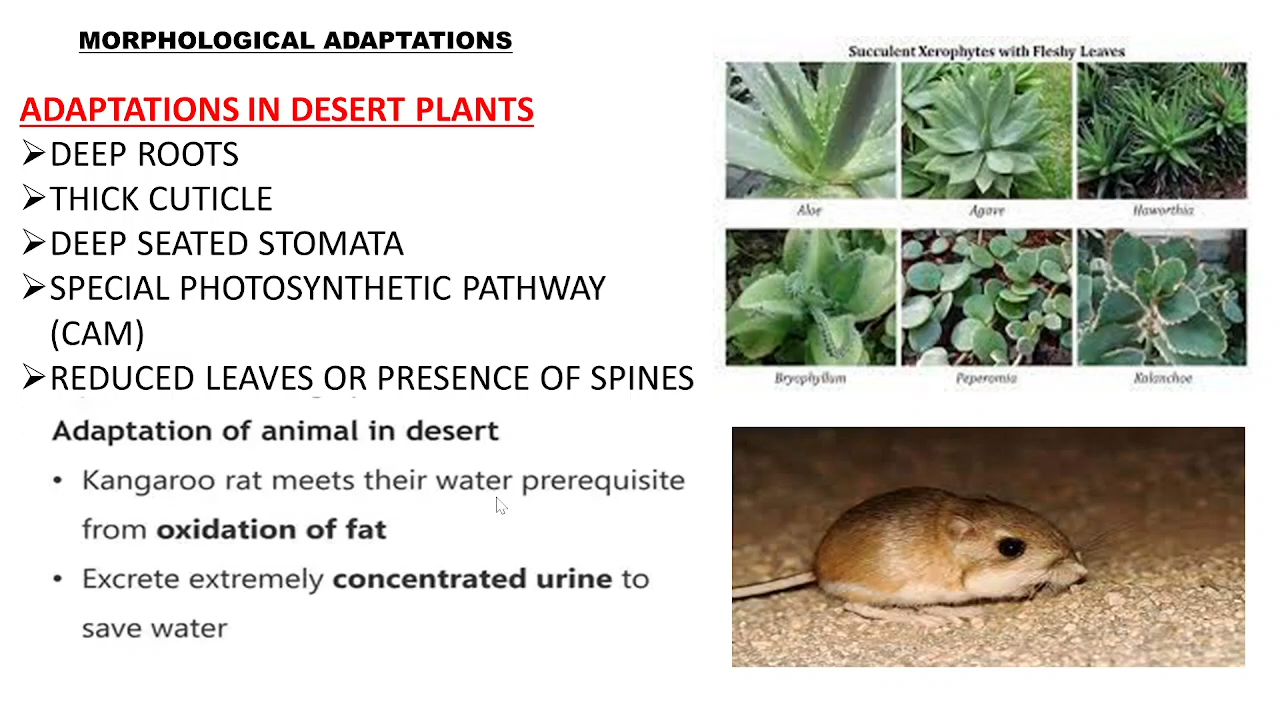 MORPHOLOGICAL ADAPTATIONS
ADAPTATIONS IN DESERT PLANTS
➢DEEP ROOTS
➢THICK CUTICLE
➢DEEP SEATED STOMATA
➢SPECIAL PHOTOSYNTHETIC PATHWAY
(CAM)
➢REDUCED LEAVES OR PRESENCE OF SPINES
Adaptation of animal in desert
• Kangaroo rat meets their water prerequisite
from oxidation of fat
• Excrete extremely concentrated urine to
save water
Succulent Xerophytes with Fleshy Leaves
Aloe
Agave
Haworthia
Bryophyllum
Peperomia
Kalanchoe